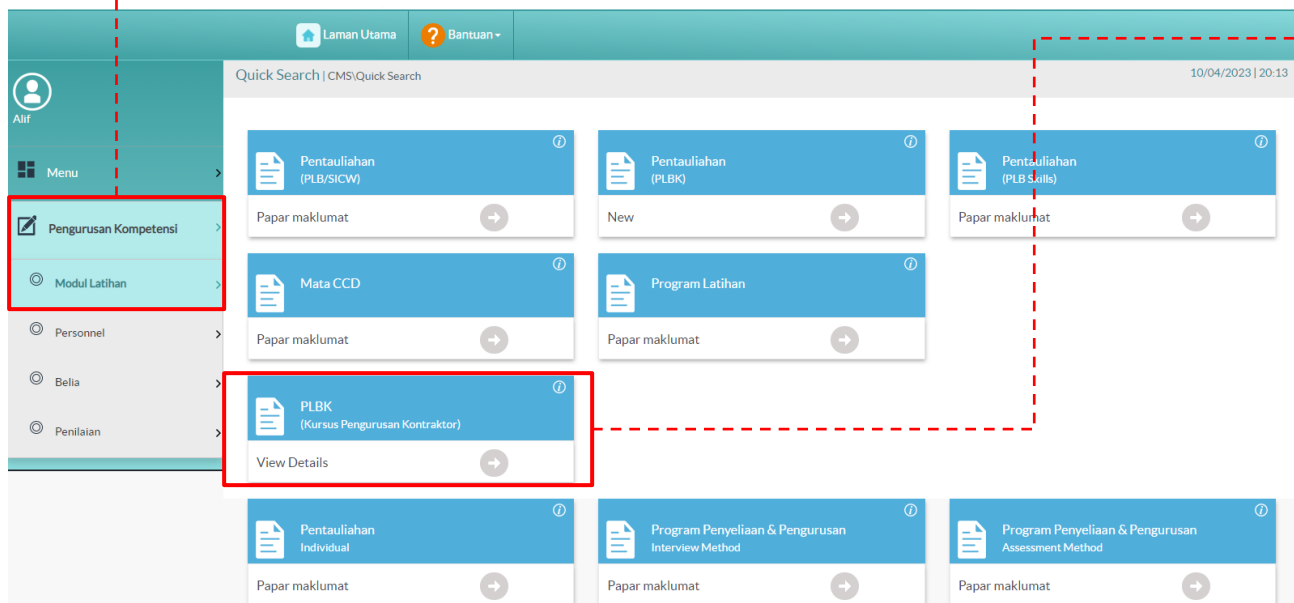 Laman Utama
Bantuan
Quick Search | CMS\Quick Search
10/04/2023 | 20:13
Alif
Menu
Pengurusan Kompetensi
Modul Latihan
Personnel
Belia
Penilaian
Pentauliahan
(PLB/SICW)
Papar maklumat
Pentauliahan
(PLBK)
New
Pentauliahan
(PLB Skills)
Papar maklumat
Mata CCD
Papar maklumat
Program Latihan
Papar maklumat
PLBK
(Kursus Pengurusan Kontraktor)
View Details
Pentauliahan
Individual
Papar maklumat
Program Penyeliaan & Pengurusan
Interview Method
Papar maklumat
Program Penyeliaan & Pengurusan
Assessment Method
Papar maklumat